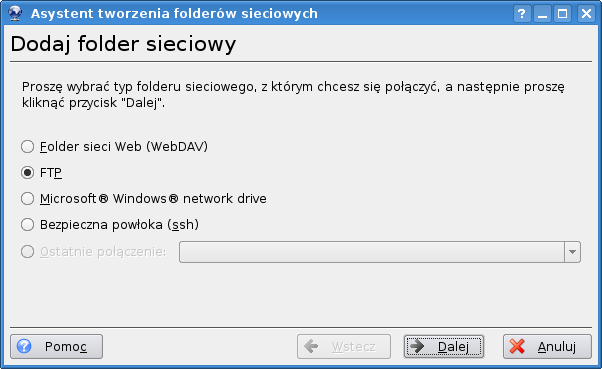 Asystent tworzenia folderów sieciowych
Dodaj folder sieciowy
Proszę wybrać typ folderu sieciowego, z którym chcesz się połączyć, a następnie proszę
kliknąć przycisk "Dalej".
Folder sieci Web (WebDAV)
FTP
Microsoft® Windows® network drive
Bezpieczna powłoka (ssh)
Ostatnie połączenie:
Pomoc
Wstecz
Dalej
Anuluj